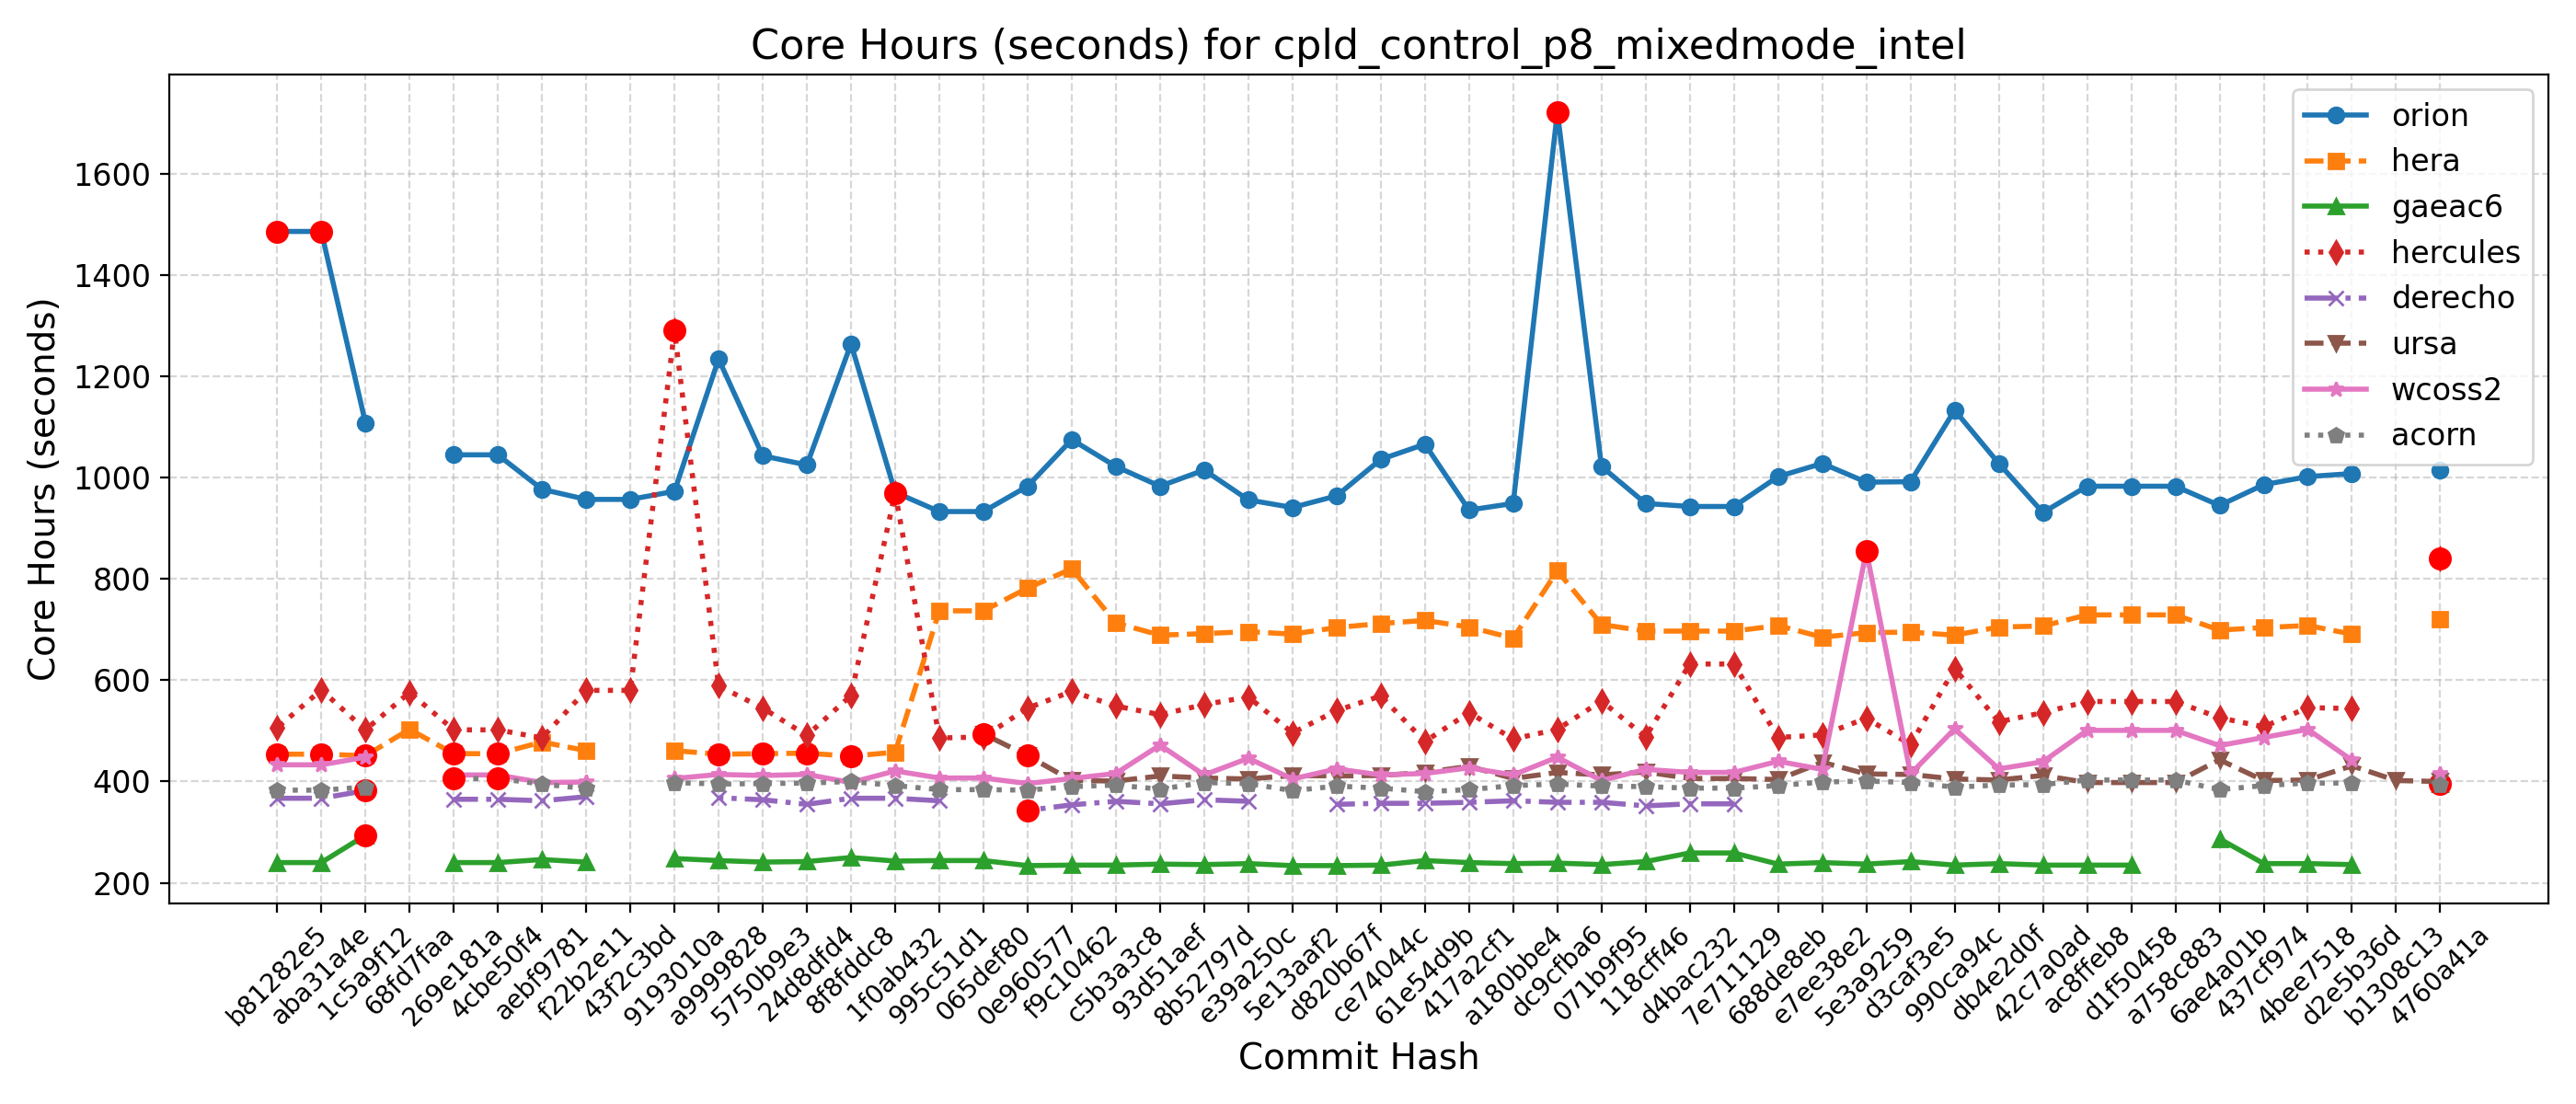 Core Hours (seconds) for cpld_control_p8_mixedmode_intel
Core Hours (seconds)
1600
1400
1200
1000
800
600
400
200
orion
hera
gaeac6
hercules
derecho
ursa
wcoss2
acorn
b81282e5
aba31a4e
1c5a9f12
68fd7faa
269e181a
4cbe50f4
aebf9781
f22b2e11
43f2c3bd
9193010a
a9999828
5750b9e3
24d8dfd4
8f8fddc8
1f0ab432
995c51d1
065def80
0e960577
f9c10462
c5b3a3c8
93d51aef
8b52797d
e39a250c
5e13aaf2
d820b67f
ce74044c
61e54d9b
417a2cf1
a180bbe4
dc9cfba6
071b9f95
118cff46
d4bac232
7e711129
688de8eb
e7ee38e2
5e3a9259
d3caf3e5
990ca94c
db4e2d0f
42c7a0ad
ac8ffeb8
d1f50458
a758c883
6ae4a01b
437cf974
4bee7518
d2e5b36d
b1308c13
4760a41a
Commit Hash